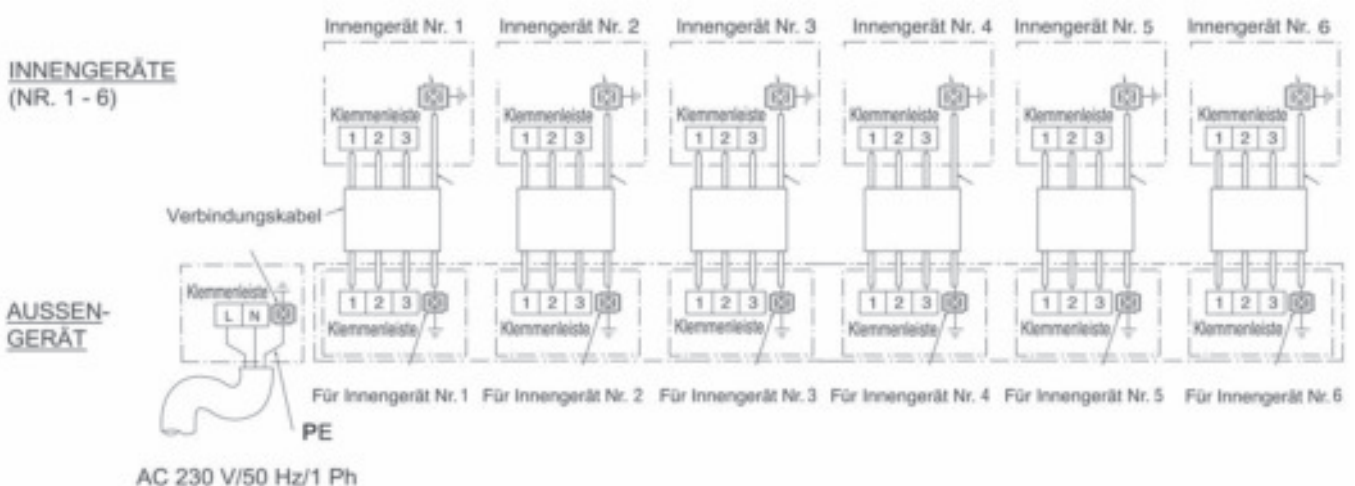 Innengerät Nr. 1 Innengerät Nr. 2 Innengerät Nr. 3 Innengerät Nr. 4 Innengerät Nr. 5 Innengerät Nr. 6
INNENGERÄTE
(NR. 1 - 6)
Klemmenleiste Klemmenleiste Klemmenleiste Klemmenleiste Klemmenleiste Klemmenleiste
1 2 3 1 2 3 1 2 3 1 2 3 1 2 3 1 2 3
Verbindungskabel
Klemmenleiste
L N
1 2 3 1 2 3 1 2 3 1 2 3 1 2 3 1 2 3
AUSSEN-
GERÄT
Klemmenleiste Klemmenleiste Klemmenleiste Klemmenleiste Klemmenleiste Klemmenleiste
Für Innengerät Nr. 1 Für Innengerät Nr. 2 Für Innengerät Nr. 3 Für Innengerät Nr. 4 Für Innengerät Nr. 5 Für Innengerät Nr. 6
PE
AC 230 V/50 Hz/1 Ph